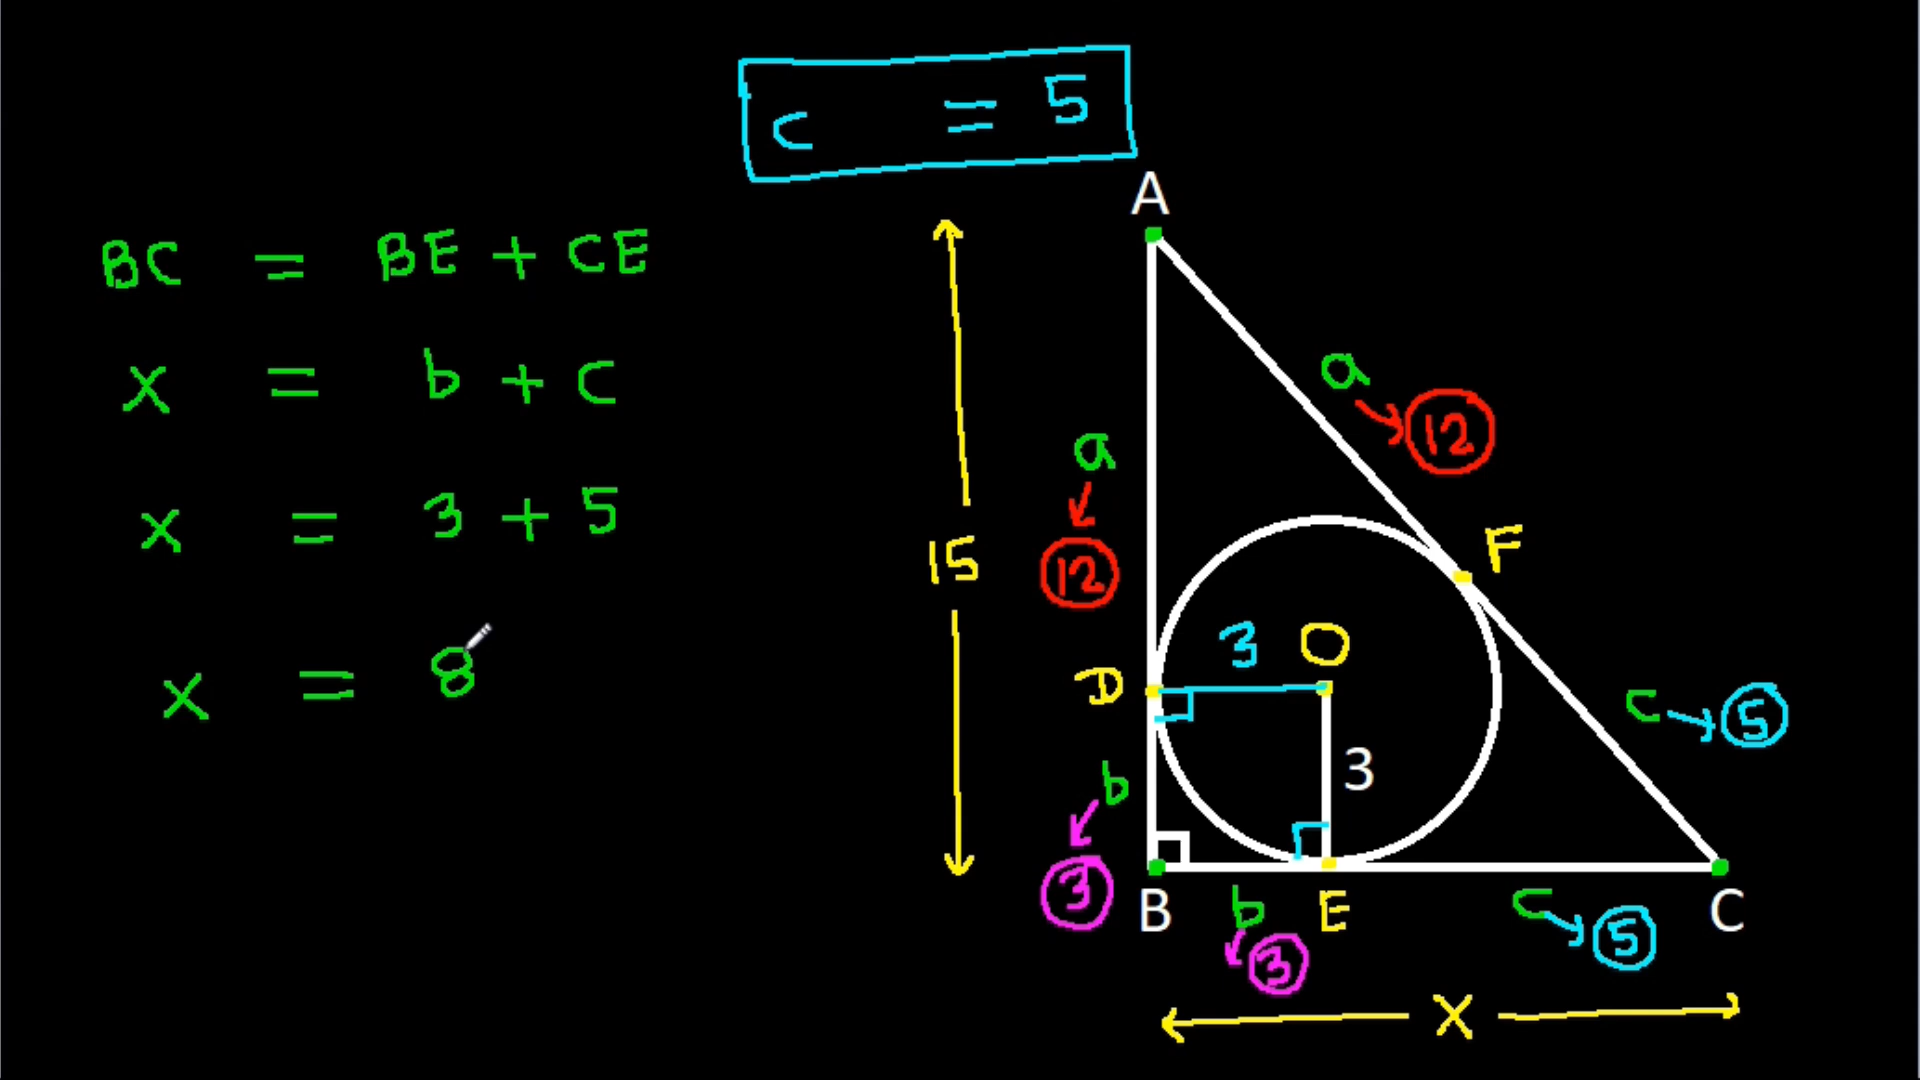 c = 5
A
BC = BE + CE
x = b + c
x = 3 + 5
x = 8
15
a
12
a
12
F
3
O
D
3
c
5
b
3
B
b
3
E
c
5
C
x